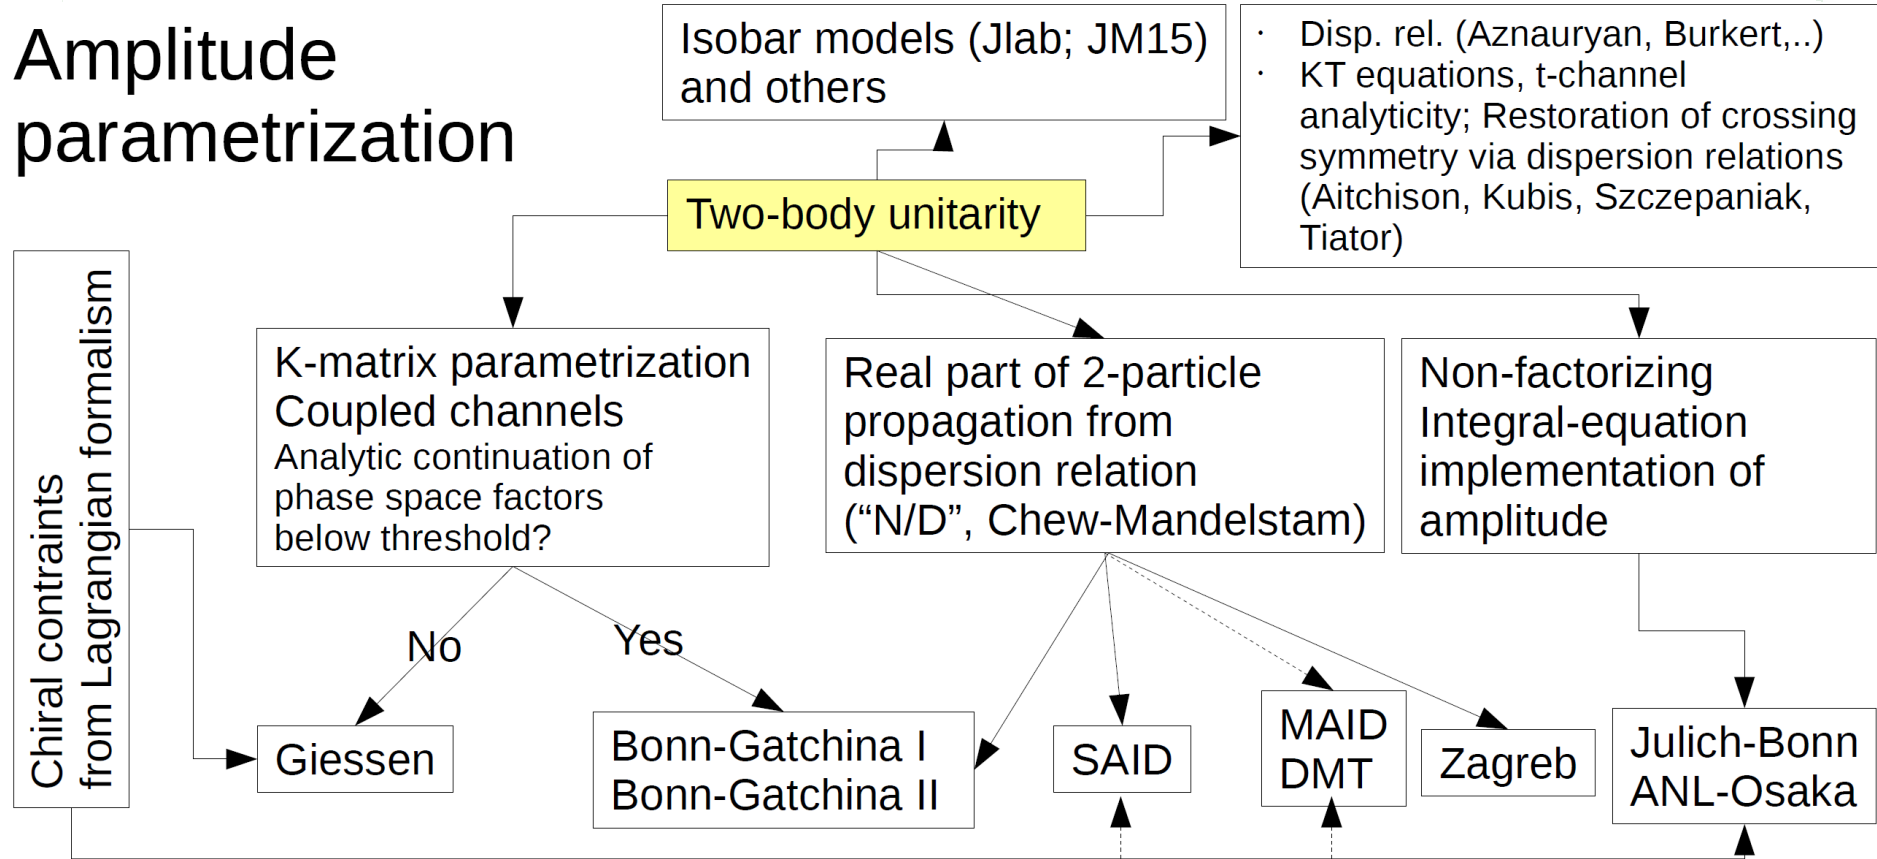 Amplitude
parametrization
Isobar models (Jlab; JM15)
and others
· Disp. rel. (Aznauryan, Burkert,..)
· KT equations, t-channel
analyticity; Restoration of crossing
symmetry via dispersion relations
(Aitchison, Kubis, Szczepaniak,
Tiator)
Two-body unitarity
Chiral contraints
from Lagrangian formalism
K-matrix parametrization
Coupled channels
Analytic continuation of
phase space factors
below threshold?
Real part of 2-particle
propagation from
dispersion relation
(“N/D”, Chew-Mandelstam)
Non-factorizing
Integral-equation
implementation of
amplitude
No
Yes
Giessen
Bonn-Gatchina I
Bonn-Gatchina II
SAID
MAID
DMT
Zagreb
Julich-Bonn
ANL-Osaka